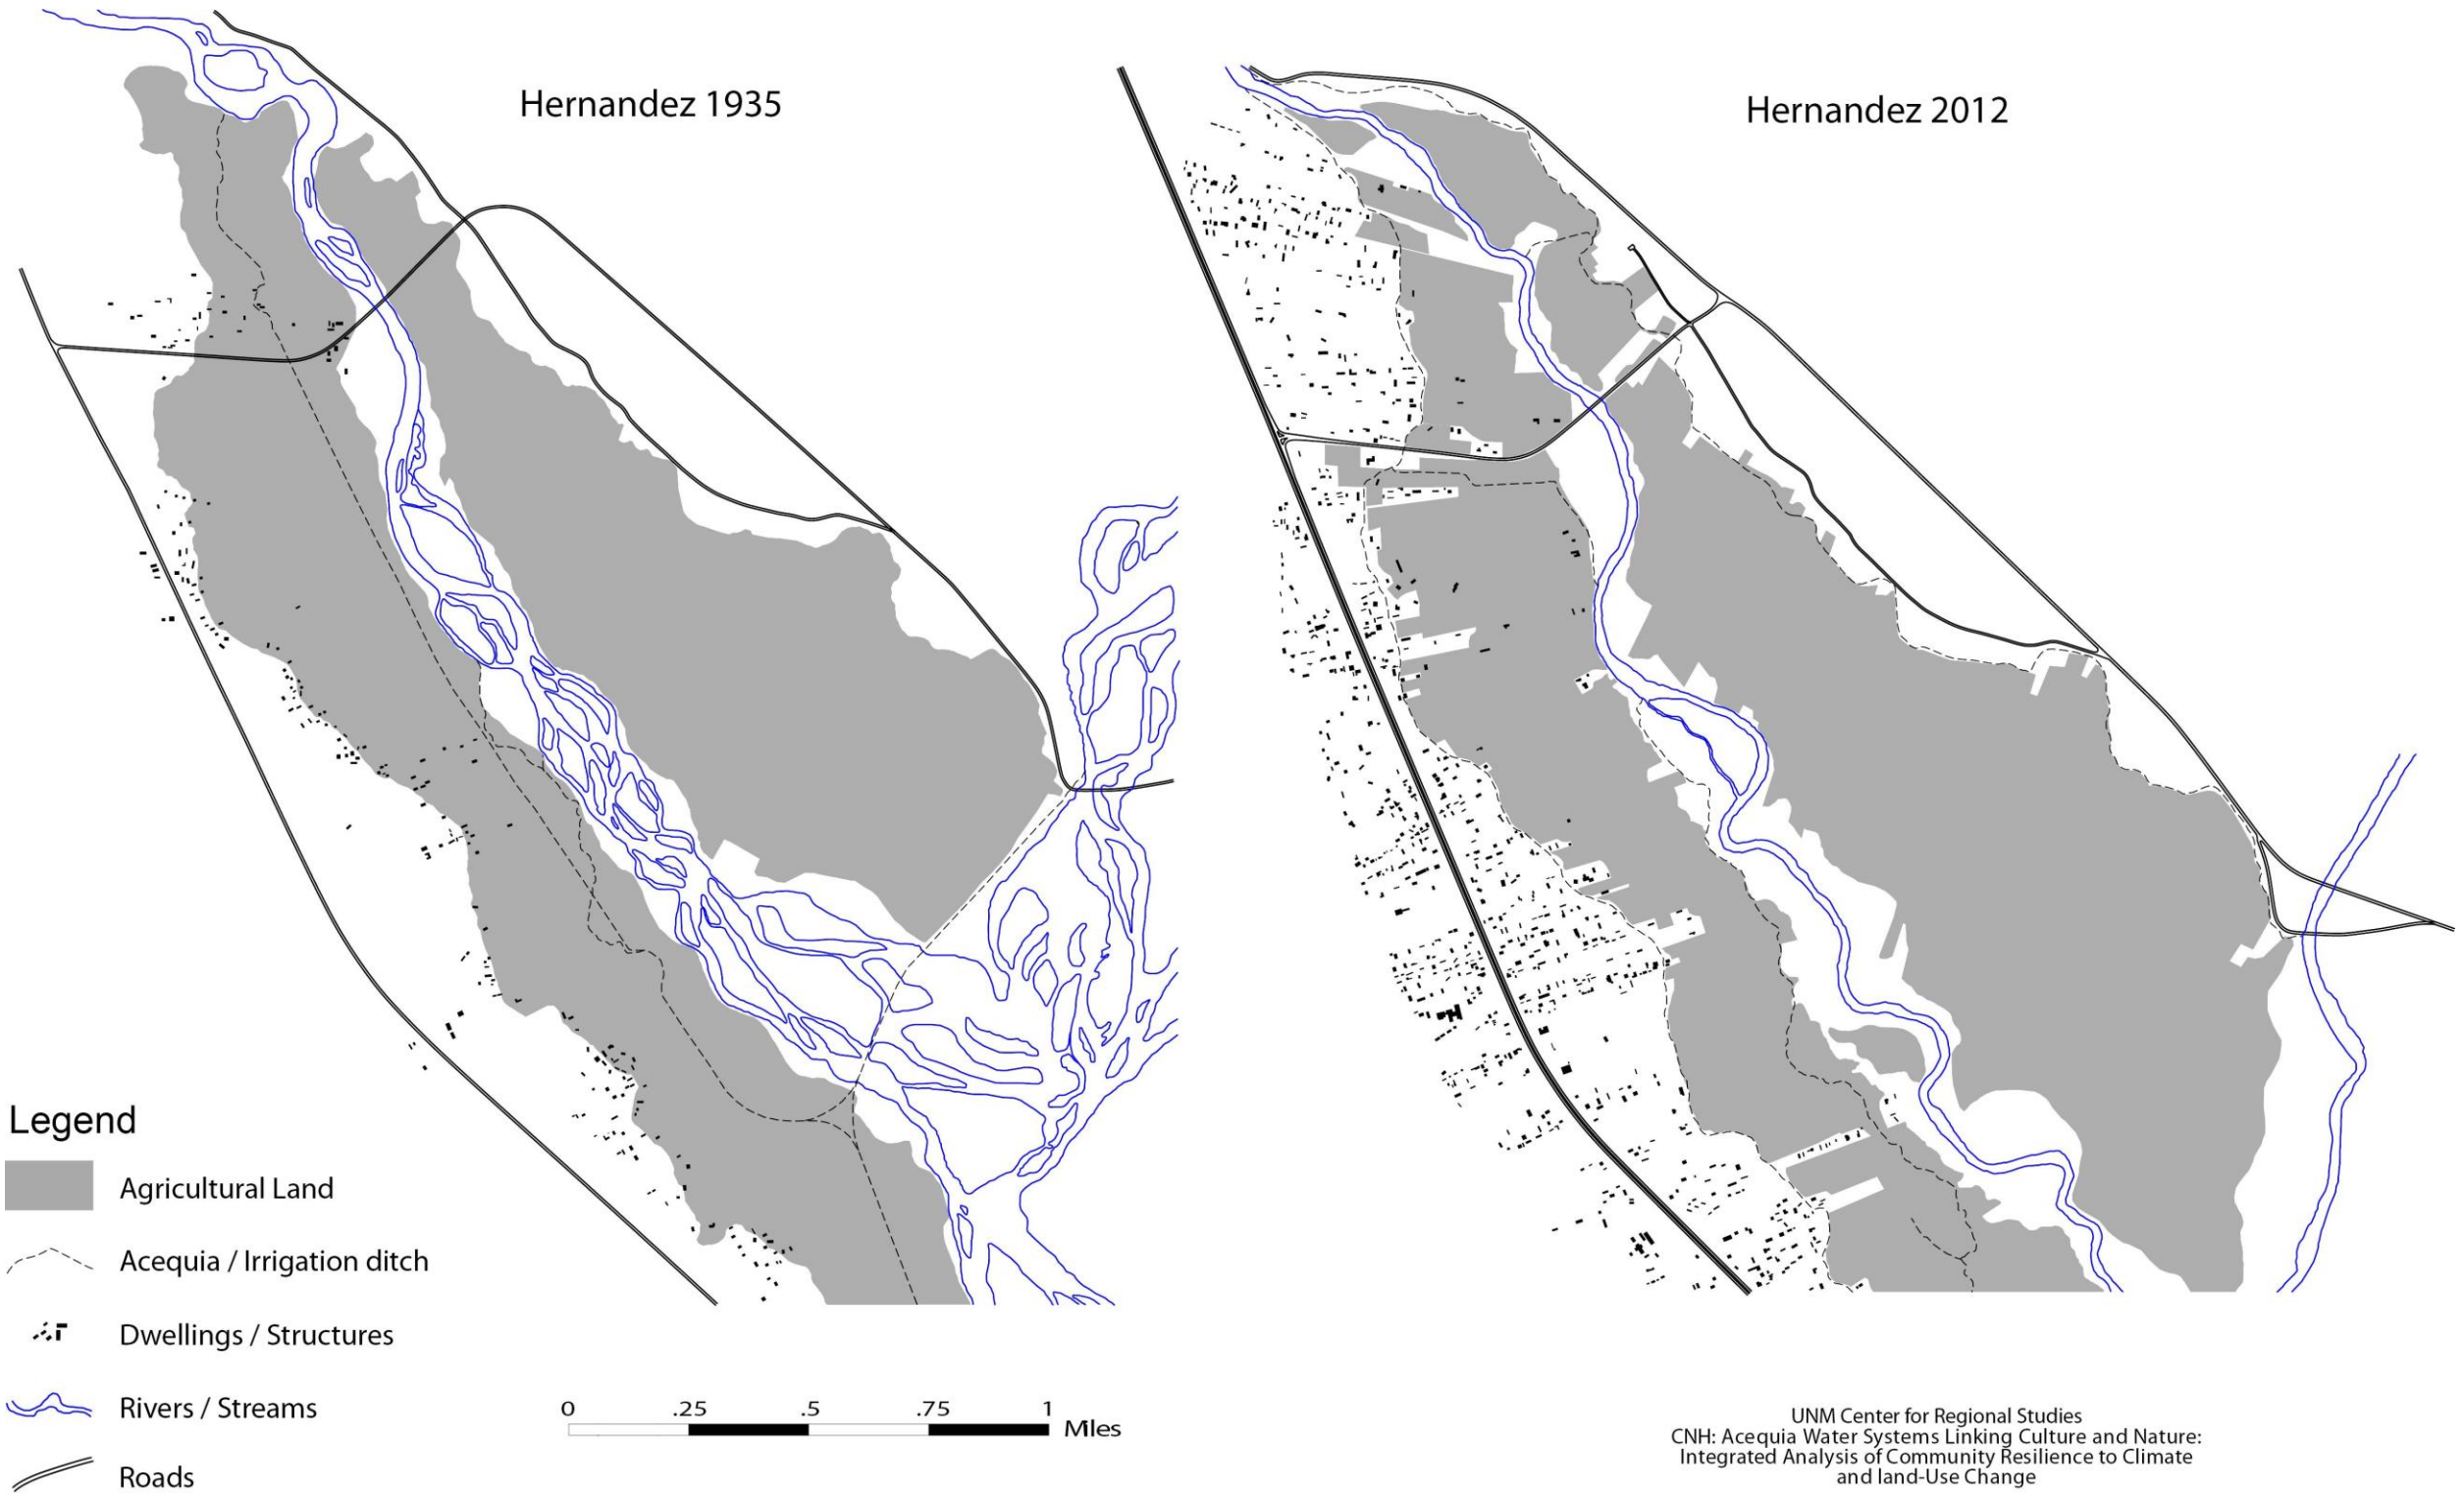 Hernandez 1935
Hernandez 2012
Legend
Agricultural Land
Acequia / Irrigation ditch
Dwellings / Structures
Rivers / Streams
Roads
0 .25 .5 .75 1
Miles
UNM Center for Regional Studies
CNH: Acequia Water Systems Linking Culture and Nature:
Integrated Analysis of Community Resilience to Climate
and land-Use Change